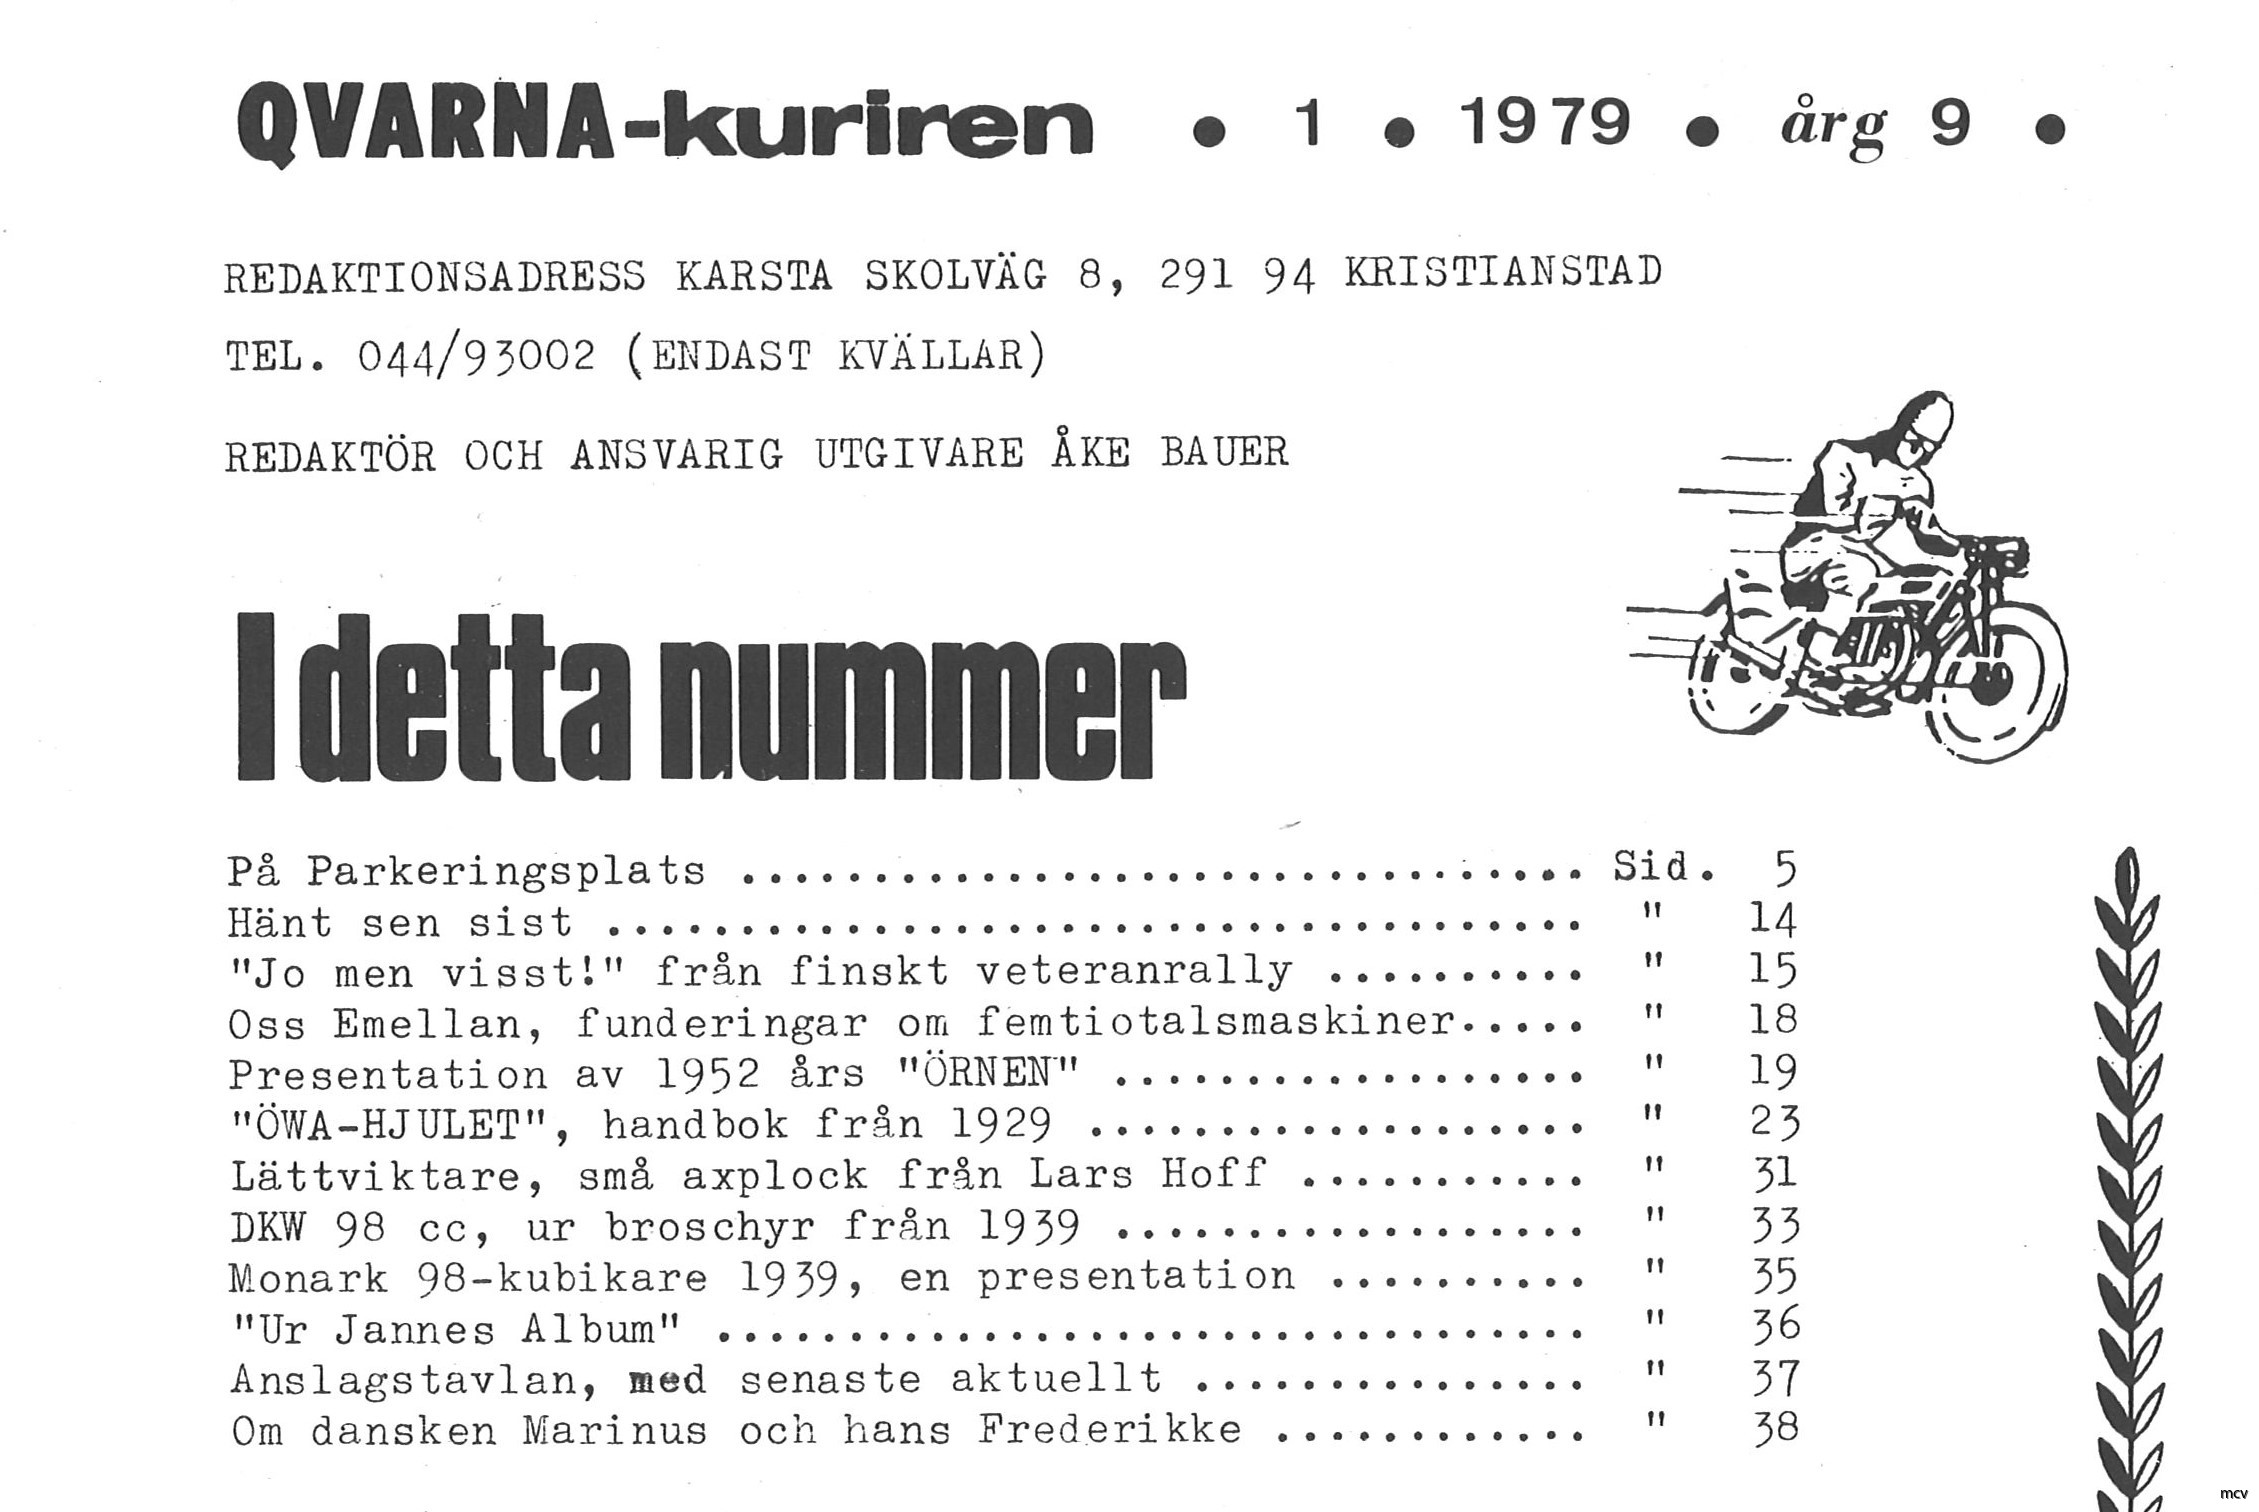 QVARNA-kuriren • 1 • 1979 • årg 9 •
REDAKTIONSADRESS KARSTA SKOLVÄG 8, 291 94 KRISTIANSTAD
TEL. 044/93002 (ENDAST KVÄLLAR)
REDAKTÖR OCH ANSVARIG UTGIVARE ÅKE BAUER
I detta nummer
På Parkeringsplats ................................ Sid. 5
Hänt sen sist ..................................... " 14
"Jo men visst!" från finskt veteranrally .......... " 15
Oss Emellan, funderingar om femtiotalsmaskiner..... " 18
Presentation av 1952 års "ÖRNEN" .................. " 19
"ÖWA-HJULET", handbok från 1929 ................... " 23
Lättviktare, små axplock från Lars Hoff ........... " 31
DKW 98 cc, ur broschyr från 1939 .................. " 33
Monark 98-kubikare 1939, en presentation .......... " 35
"Ur Jannes Album" ................................. " 36
Anslagstavlan, med senaste aktuellt ............... " 37
Om dansken Marinus och hans Frederikke ............ " 38
mcv